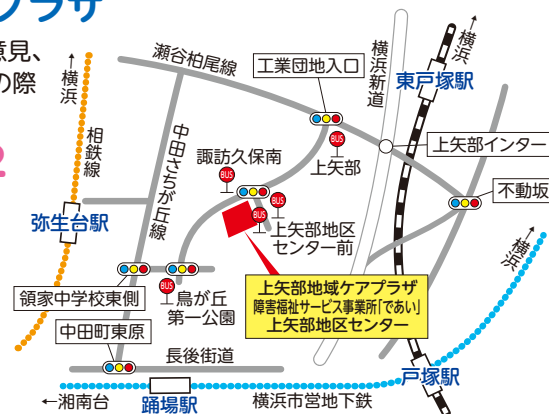 プラザ
意見、
の際
2
←横浜
相鉄線
弥生台駅
瀬谷柏尾線
中田さちが丘線
工業団地入口
横浜新道
横浜→
東戸塚駅
BUS
上矢部
上矢部インター
不動坂
諏訪久保南
BUS
BUS
BUS
上矢部地区
センター前
横浜→
領家中学校東側
BUS
鳥が丘
第一公園
上矢部地域ケアプラザ
障害福祉サービス事業所「であい」
上矢部地区センター
中田町東原
長後街道
戸塚駅
←湘南台
踊場駅
横浜市営地下鉄